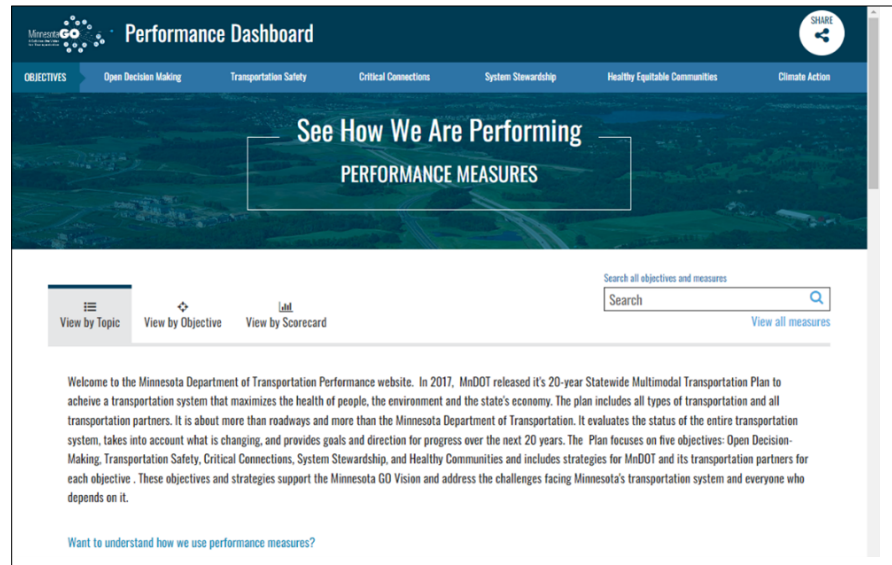 Minnesota GO
Performance Dashboard
SHARE
OBJECTIVES Open Decision Making Transportation Safety Critical Connections System Stewardship Healthy Equitable Communities Climate Action
See How We Are Performing
PERFORMANCE MEASURES
Search all objectives and measures
Search
View all measures
View by Topic View by Objective View by Scorecard
Welcome to the Minnesota Department of Transportation Performance website. In 2017, MnDOT released it's 20-year Statewide Multimodal Transportation Plan to
acheive a transportation system that maximizes the health of people, the environment and the state's economy. The plan includes all types of transportation and all
transportation partners. It is about more than roadways and more than the Minnesota Department of Transportation. It evaluates the status of the entire transportation
system, takes into account what is changing, and provides goals and direction for progress over the next 20 years. The Plan focuses on five objectives: Open Decision-
Making, Transportation Safety, Critical Connections, System Stewardship, and Healthy Communities and includes strategies for MnDOT and its transportation partners for
each objective . These objectives and strategies support the Minnesota GO Vision and address the challenges facing Minnesota's transportation system and everyone who
depends on it.
Want to understand how we use performance measures?